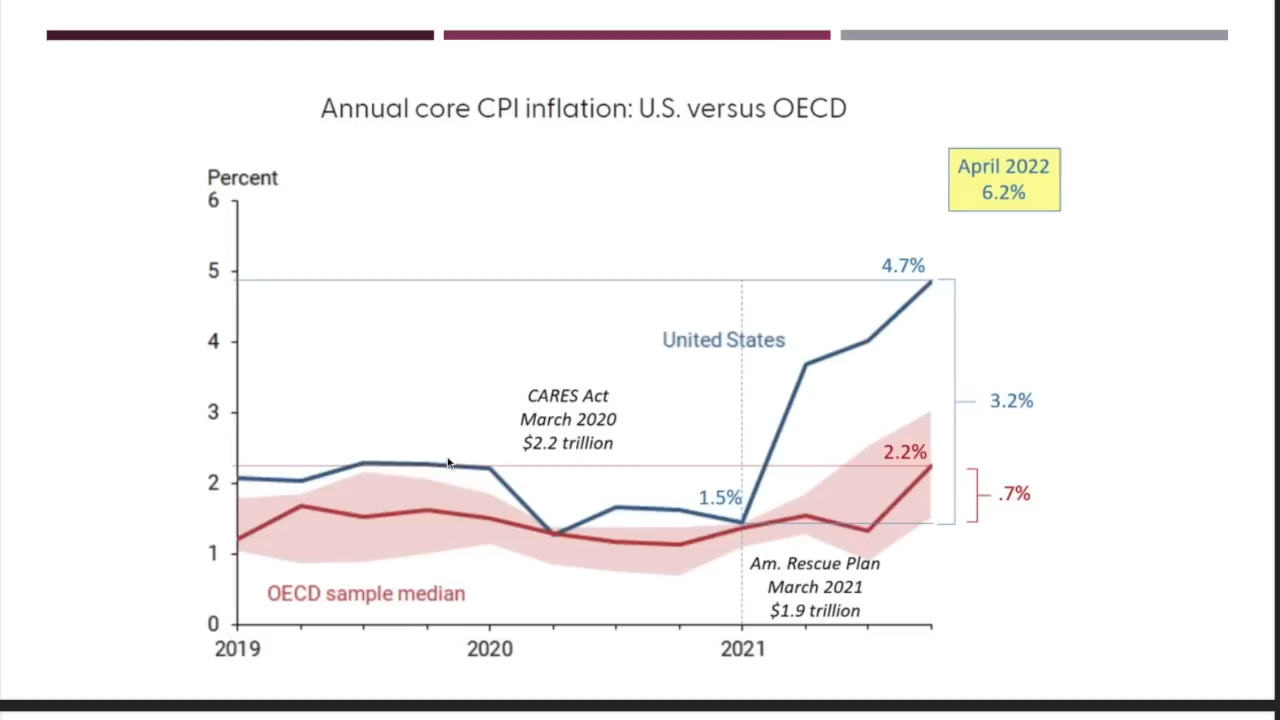 Annual core CPI inflation: U.S. versus OECD
April 2022
6.2%
Percent
6
5
4
3
2
1
0
4.7%
United States
CARES Act
March 2020
$2.2 trillion
3.2%
2.2%
1.5%
.7%
Am. Rescue Plan
March 2021
$1.9 trillion
OECD sample median
2019
2020
2021